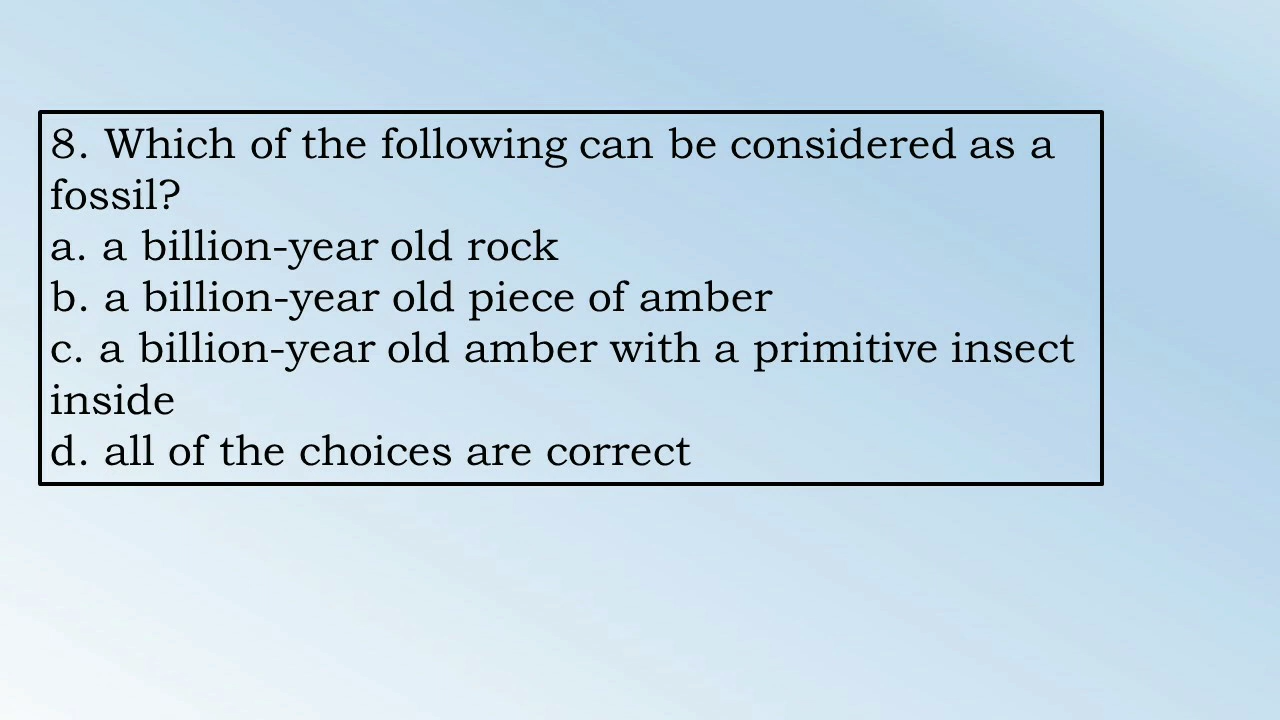 8. Which of the following can be considered as a
fossil?
a. a billion-year old rock
b. a billion-year old piece of amber
c. a billion-year old amber with a primitive insect
inside
d. all of the choices are correct